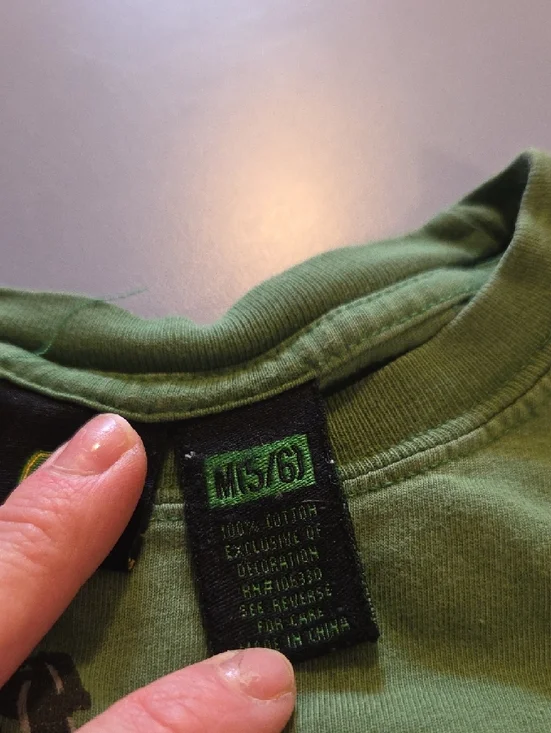 M(5/6)
100% COTTON
EXCLUSIVE OF
DECORATION
RN#106330
SEE REVERSE
FOR CARE
MADE IN CHINA